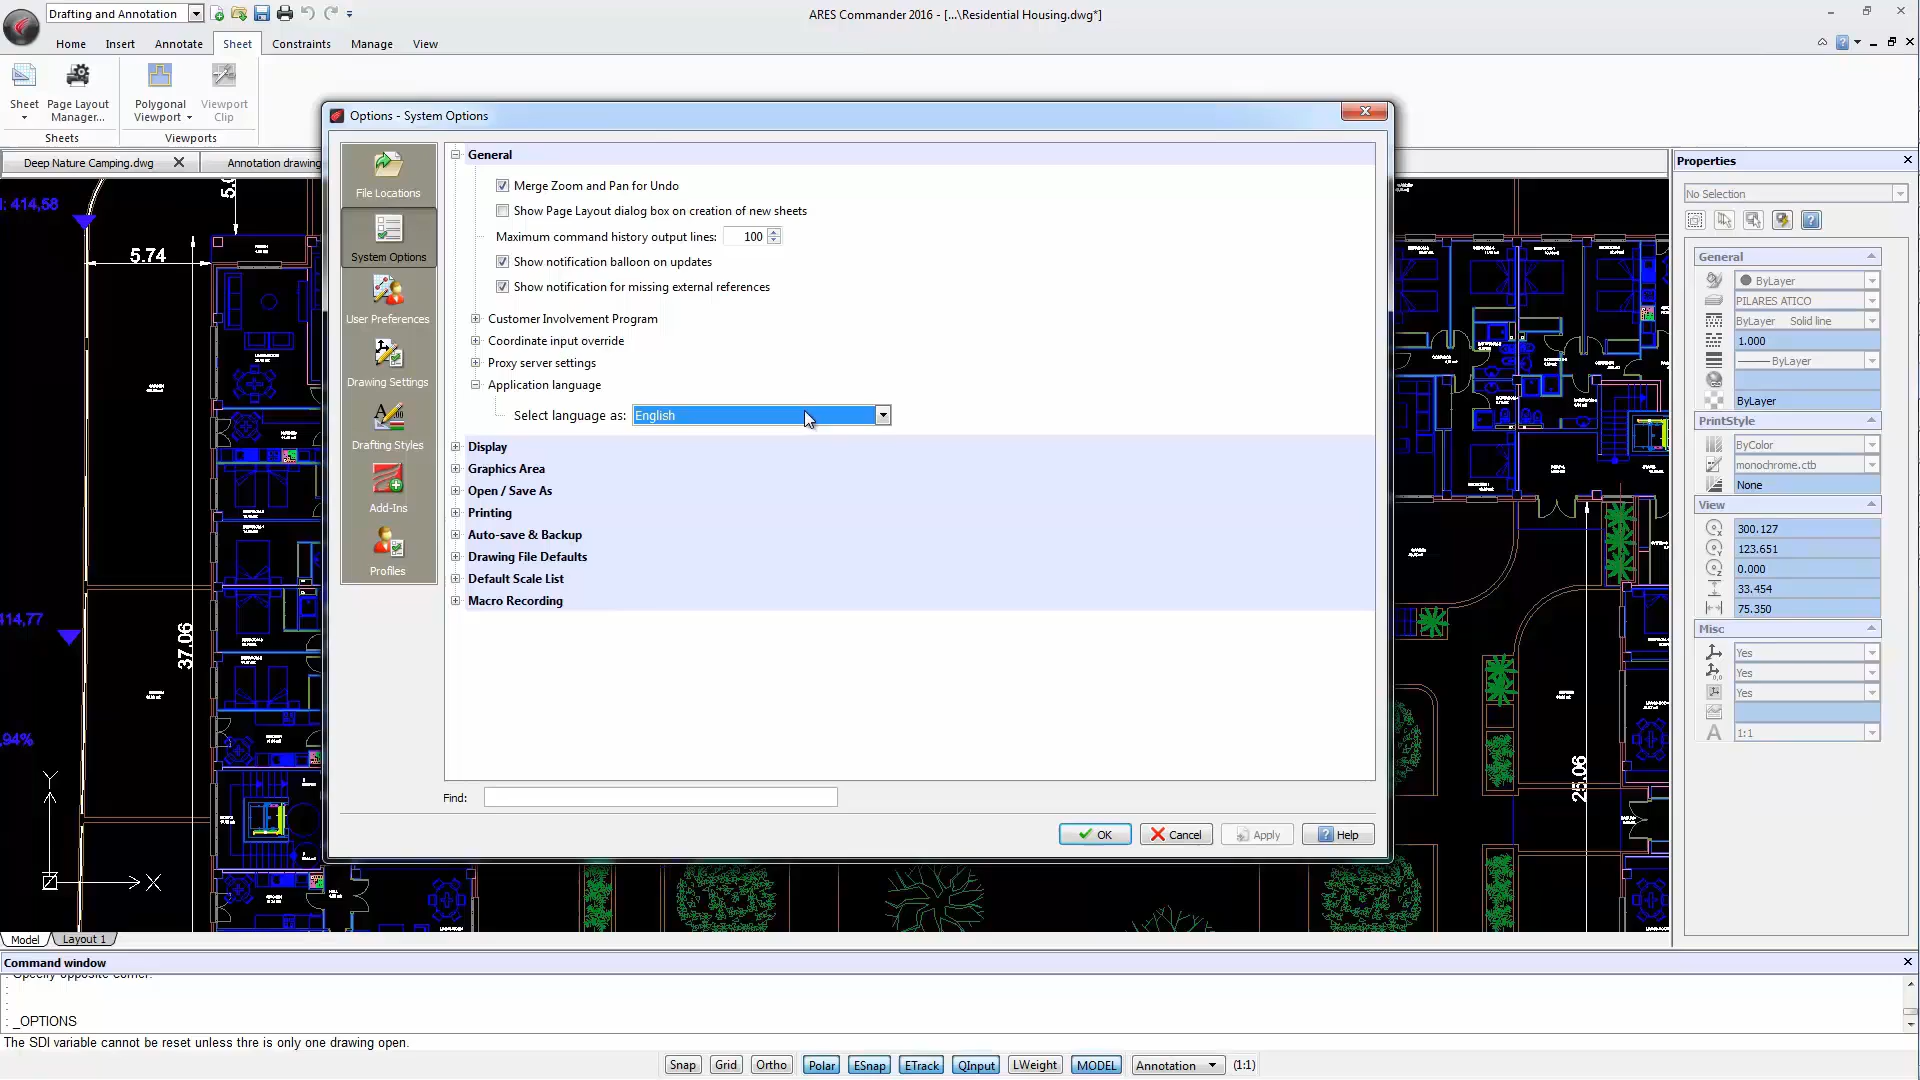 Drafting and Annotation
ARES Commander 2016 - [...\Residential Housing.dwg*]
Home Insert Annotate Sheet Constraints Manage View
Sheet
Page Layout
Manager...
Polygonal
Viewport
Viewport
Clip
Sheets
Viewports
Deep Nature Camping.dwg
Annotation drawing
Options - System Options
File Locations
System Options
User Preferences
Drawing Settings
Drafting Styles
Add-Ins
Profiles
General
Merge Zoom and Pan for Undo
Show Page Layout dialog box on creation of new sheets
Maximum command history output lines: 100
Show notification balloon on updates
Show notification for missing external references
Customer Involvement Program
Coordinate input override
Proxy server settings
Application language
Select language as: English
Display
Graphics Area
Open / Save As
Printing
Auto-save & Backup
Drawing File Defaults
Default Scale List
Macro Recording
Find:
OK
Cancel
Apply
Help
: 414,58
5.74
37.06
414,77
,94%
25.06
Y
X
Properties
No Selection
General
ByLayer
PILARES ATICO
ByLayer Solid line
1.000
ByLayer
ByLayer
PrintStyle
ByColor
monochrome.ctb
None
View
300.127
123.651
0.000
33.454
75.350
Misc
Yes
Yes
Yes
1:1
Model
Layout 1
Command window
: Specify opposite corner:
:
:
: _OPTIONS
The SDI variable cannot be reset unless thre is only one drawing open.
Snap Grid Ortho Polar ESnap ETrack QInput LWeight MODEL Annotation (1:1)